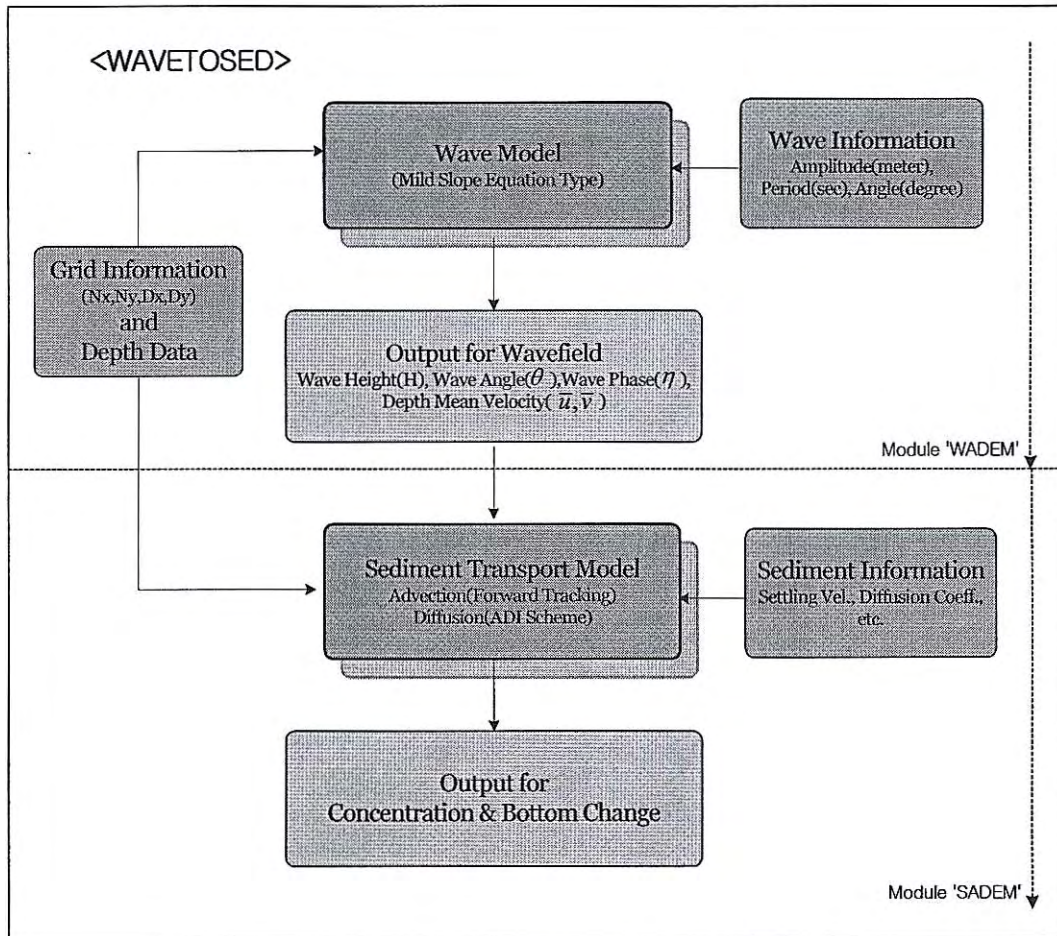 <WAVETOSED>
Wave Model
(Mild Slope Equation Type)
Wave Information
Amplitude(meter),
Period(sec), Angle(degree)
Grid Information
(Nx,Ny,Dx,Dy)
and
Depth Data
Output for Wavefield
Wave Height(H), Wave Angle(θ ),Wave Phase(η ),
Depth Mean Velocity( u̅,v̅ )
Module 'WADEM'
Sediment Transport Model
Advection(Forward Tracking)
Diffusion(ADI Scheme)
Sediment Information
Settling Vel., Diffusion Coeff.,
etc.
Output for
Concentration & Bottom Change
Module 'SADEM'